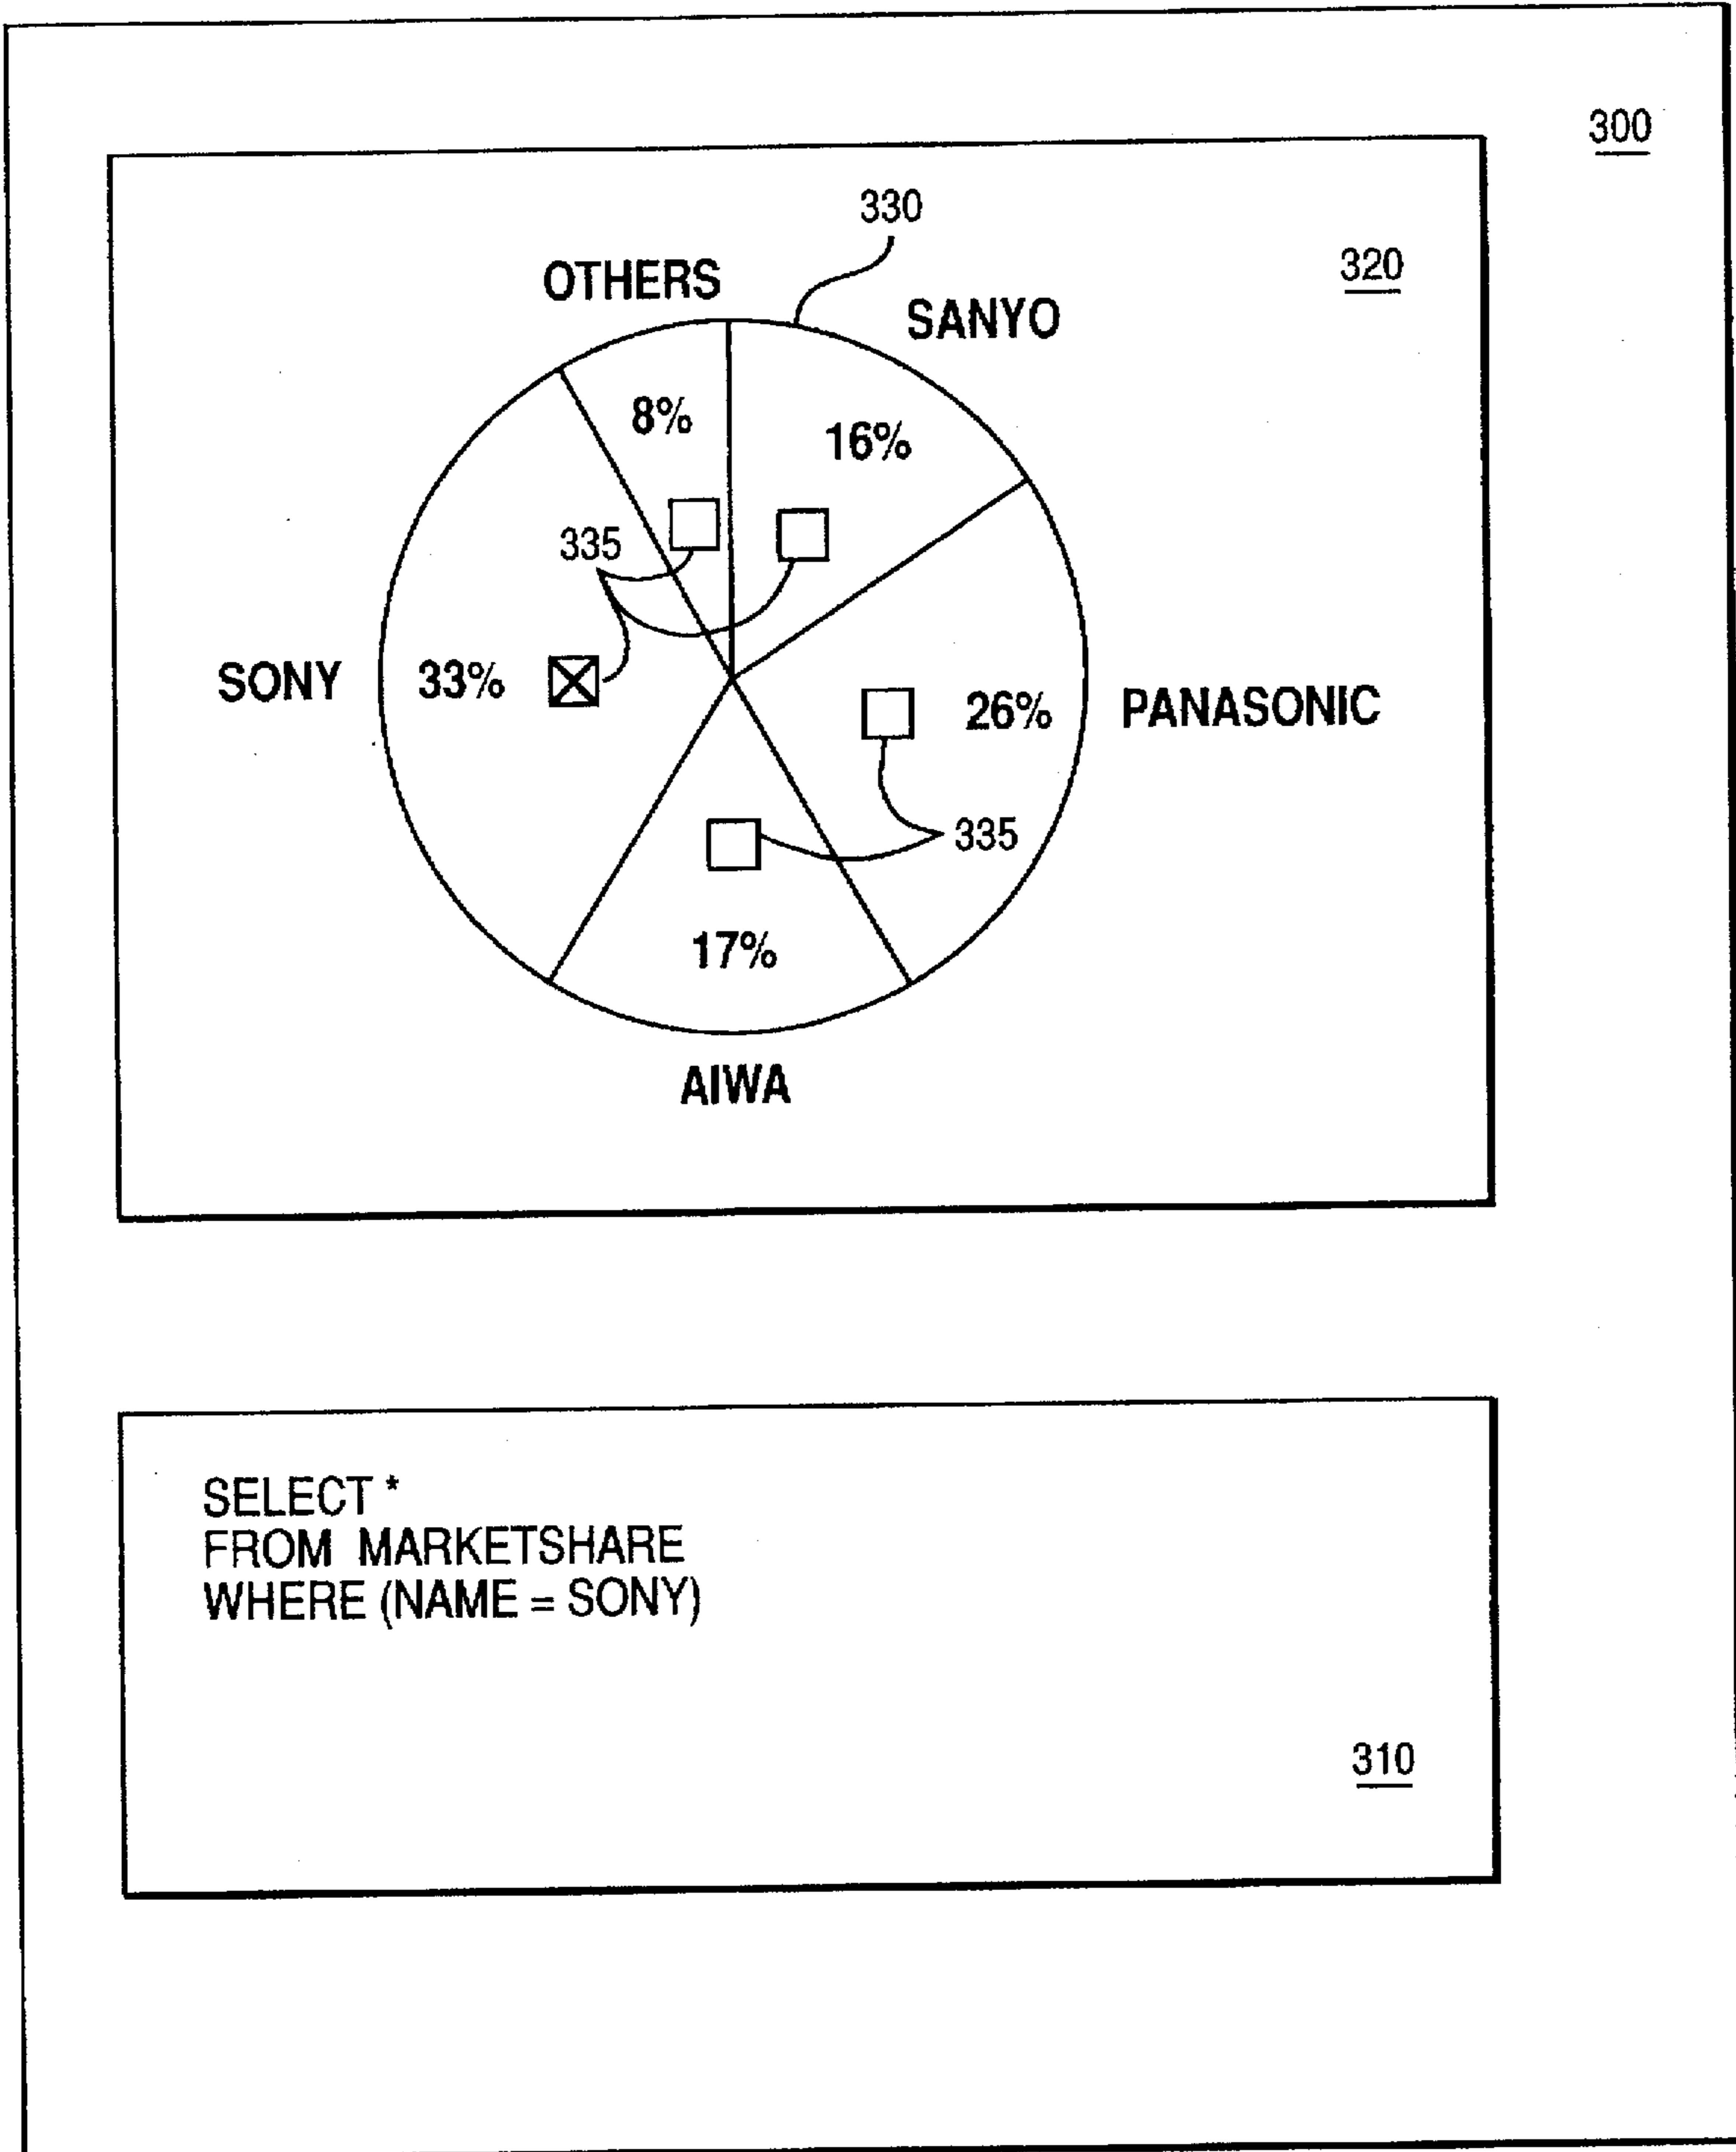 300
330
320
OTHERS
SANYO
8%
16%
335
SONY
33%
26%
PANASONIC
335
17%
AIWA
SELECT *
FROM MARKETSHARE
WHERE (NAME = SONY)
310